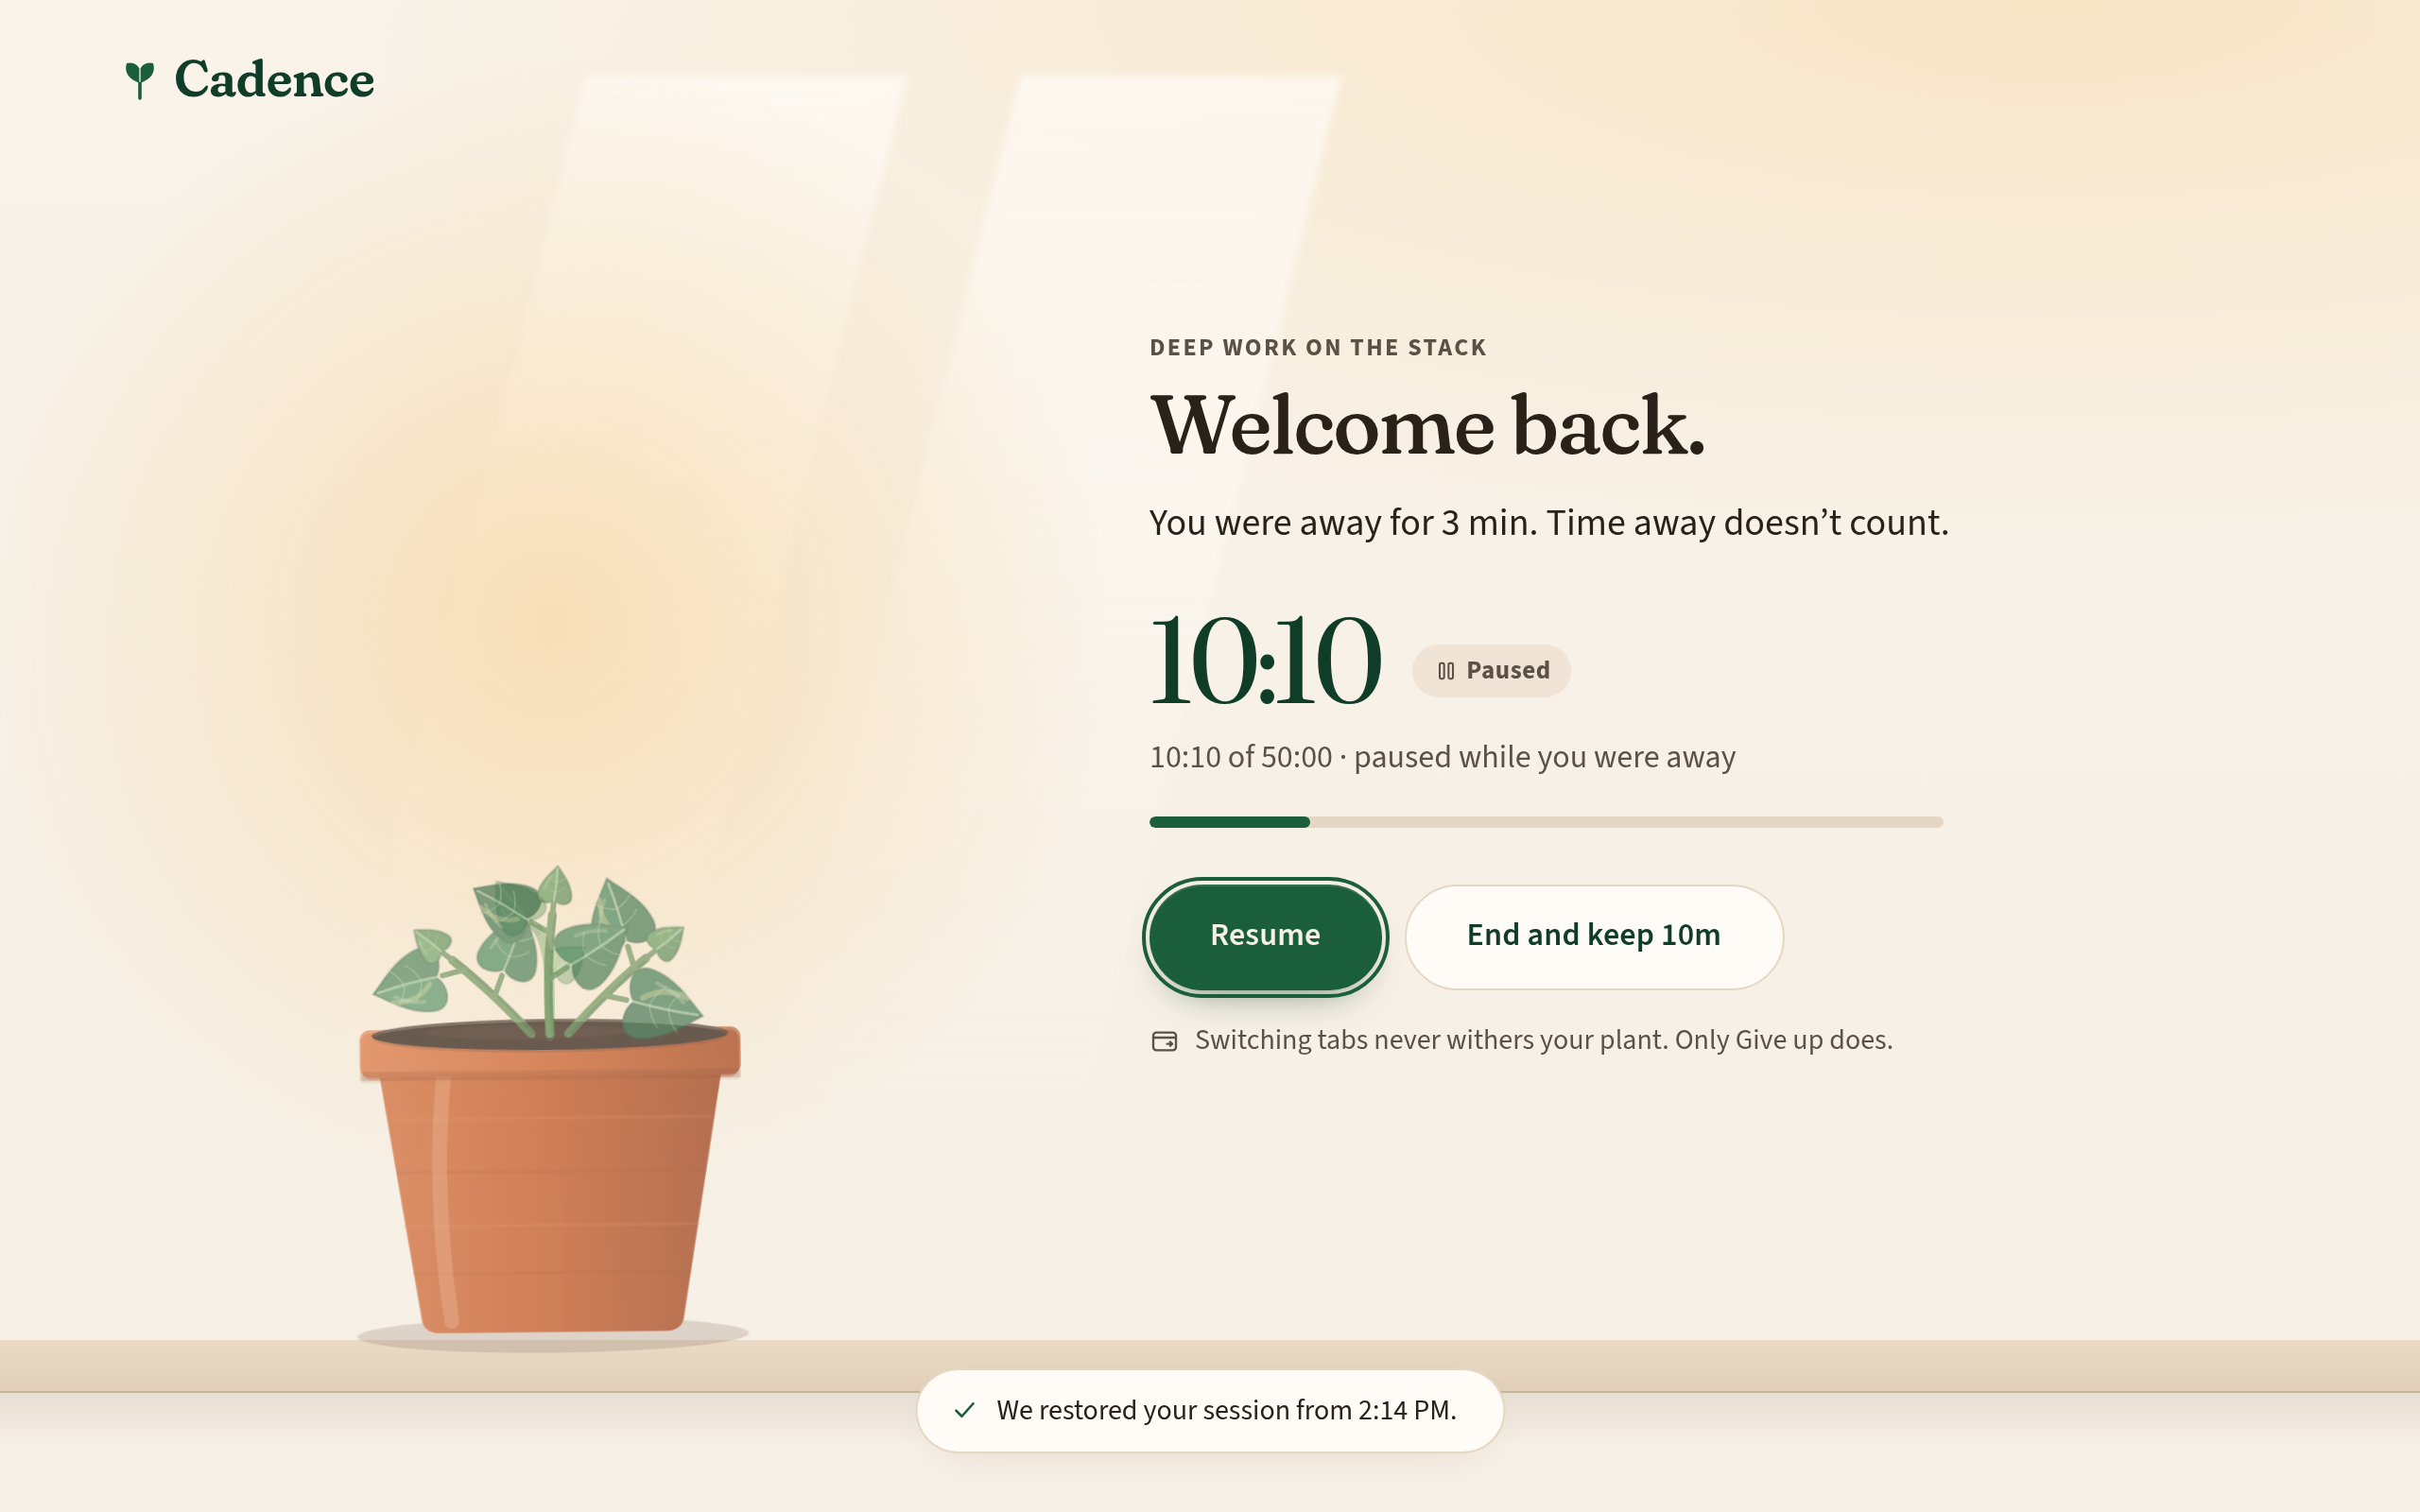 Cadence
DEEP WORK ON THE STACK
Welcome back.
You were away for 3 min. Time away doesn’t count.
10:10
Paused
10:10 of 50:00 · paused while you were away
Resume
End and keep 10m
Switching tabs never withers your plant. Only Give up does.
We restored your session from 2:14 PM.